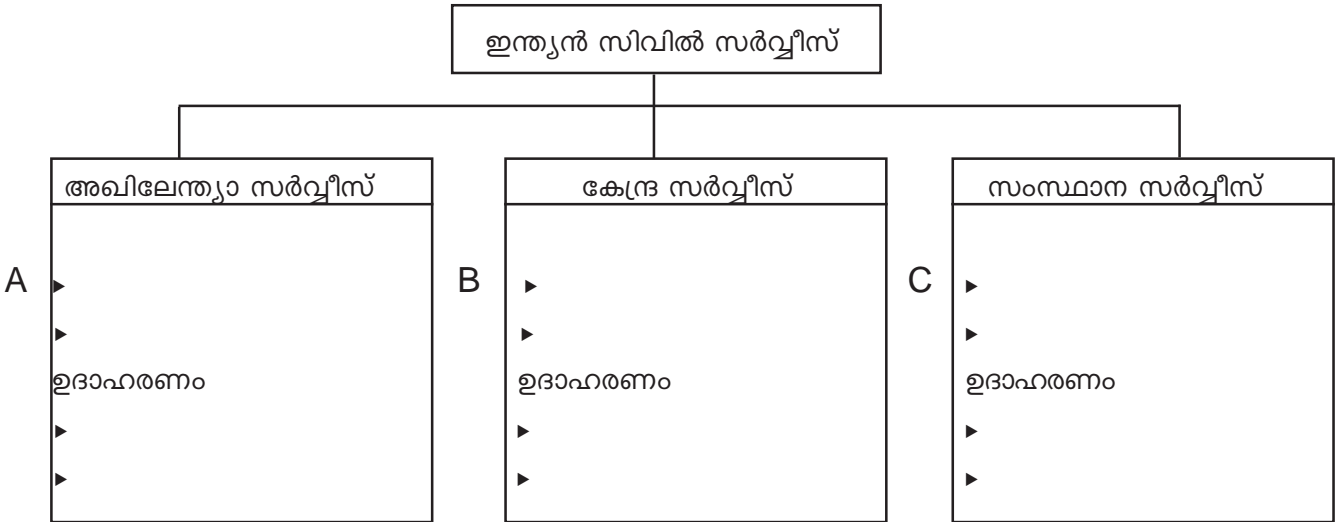 ഇന്ത്യൻ സിവിൽ സർവ്വീസ്
അഖിലേന്ത്യാ സർവ്വീസ്
കേന്ദ്ര സർവ്വീസ്
സംസ്ഥാന സർവ്വീസ്
A
B
C
ഉദാഹരണം
ഉദാഹരണം
ഉദാഹരണം